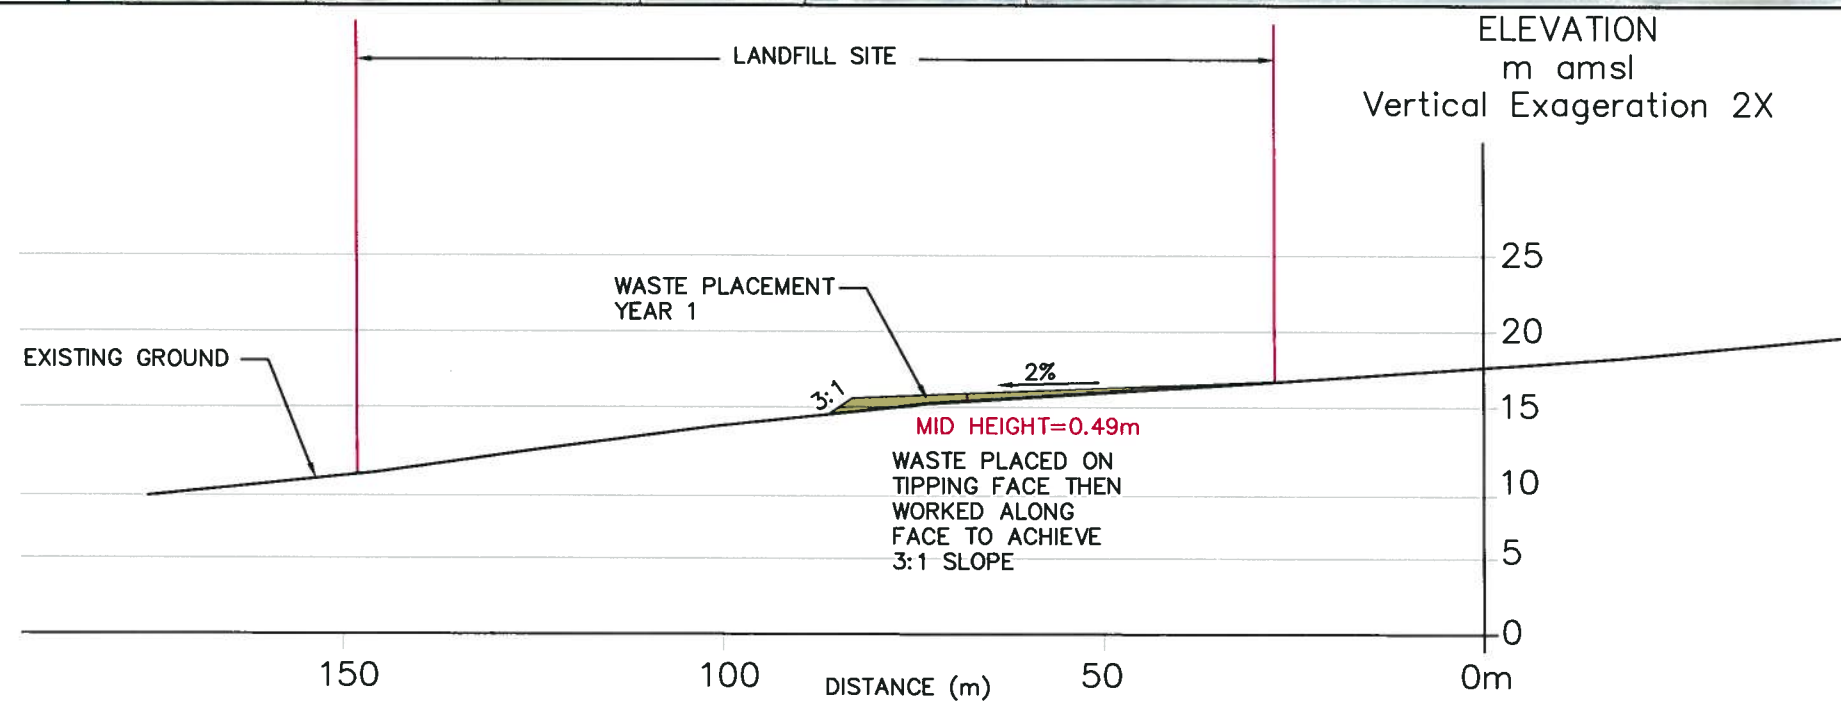 ELEVATION
m amsl
Vertical Exageration 2X
LANDFILL SITE
25
WASTE PLACEMENT
YEAR 1
20
EXISTING GROUND
2%
3:1
15
MID HEIGHT=0.49m
WASTE PLACED ON
TIPPING FACE THEN
WORKED ALONG
FACE TO ACHIEVE
3:1 SLOPE
10
5
0
150
100
50
0m
DISTANCE (m)